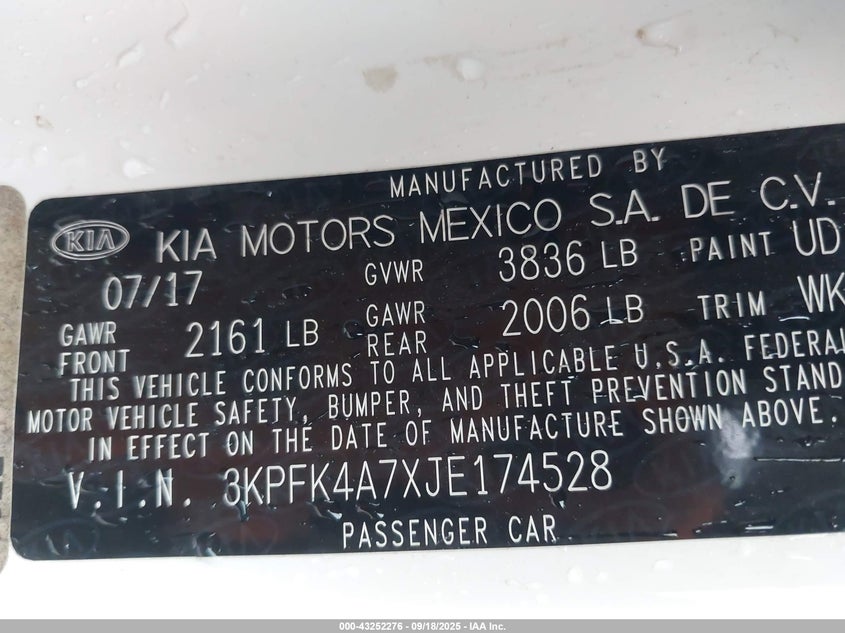 MANUFACTURED BY
KIA KIA MOTORS MEXICO S.A. DE C.V.
07/17 GVWR 3836 LB PAINT UD
GAWR FRONT 2161 LB GAWR REAR 2006 LB TRIM WK
THIS VEHICLE CONFORMS TO ALL APPLICABLE U.S.A. FEDERAL
MOTOR VEHICLE SAFETY, BUMPER, AND THEFT PREVENTION STAND
IN EFFECT ON THE DATE OF MANUFACTURE SHOWN ABOVE.
V.I.N. 3KPFK4A7XJE174528
PASSENGER CAR
000-43252276 | 09/18/2025 - IAA Inc.